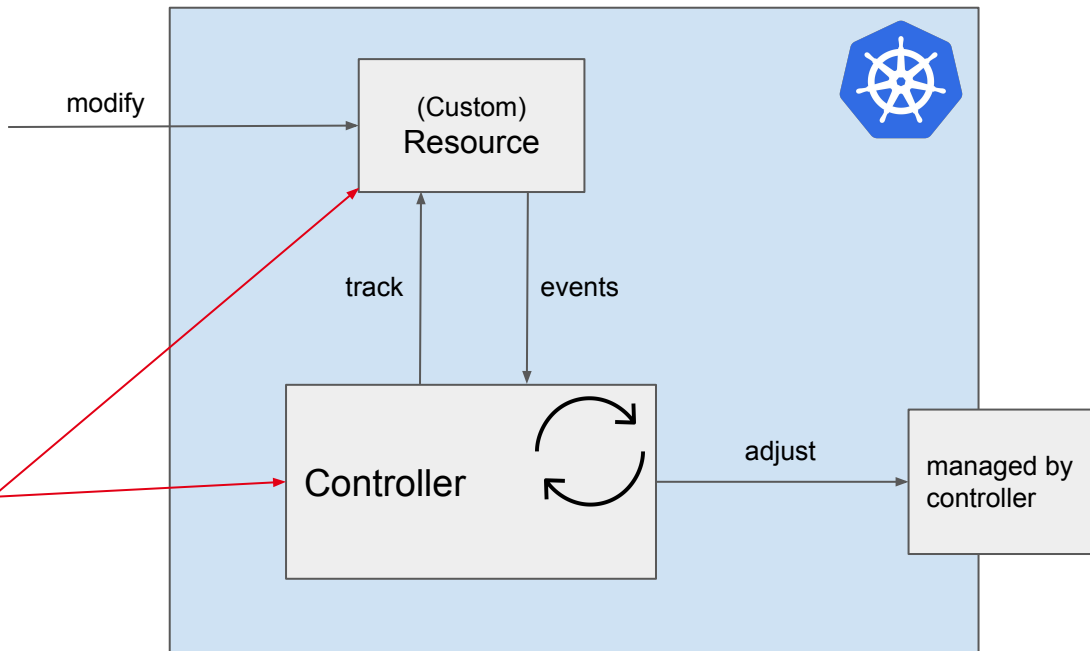 modify
(Custom)
Resource
track
events
Controller
adjust
managed by
controller